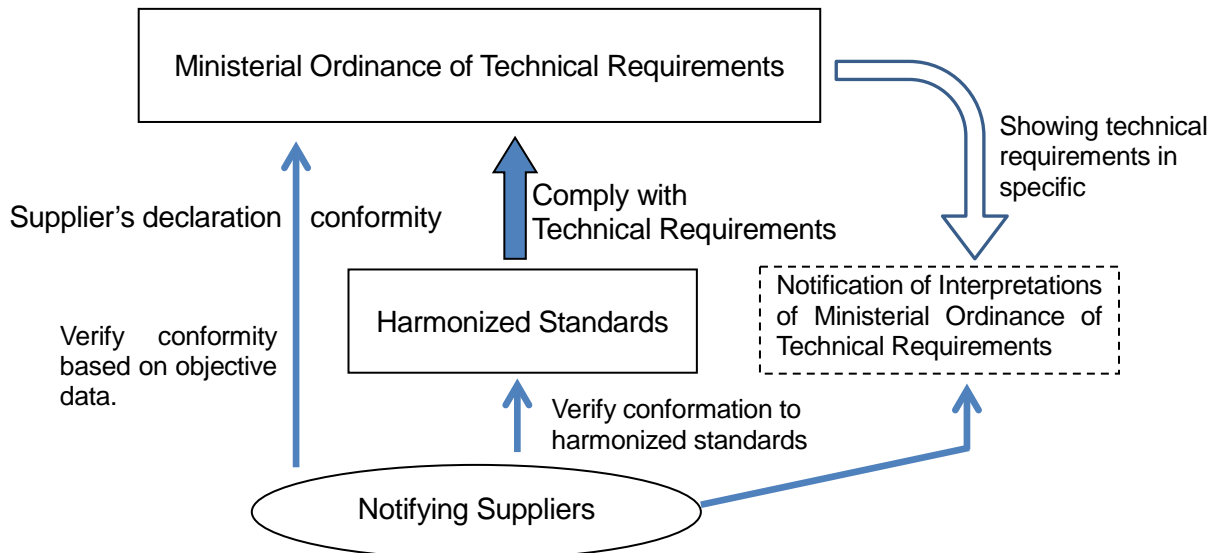 Ministerial Ordinance of Technical Requirements
Showing technical
requirements in
specific
Supplier’s declaration conformity
Comply with
Technical Requirements
Notification of Interpretations
of Ministerial Ordinance of
Technical Requirements
Harmonized Standards
Verify conformity
based on objective
data.
Verify conformation to
harmonized standards
Notifying Suppliers